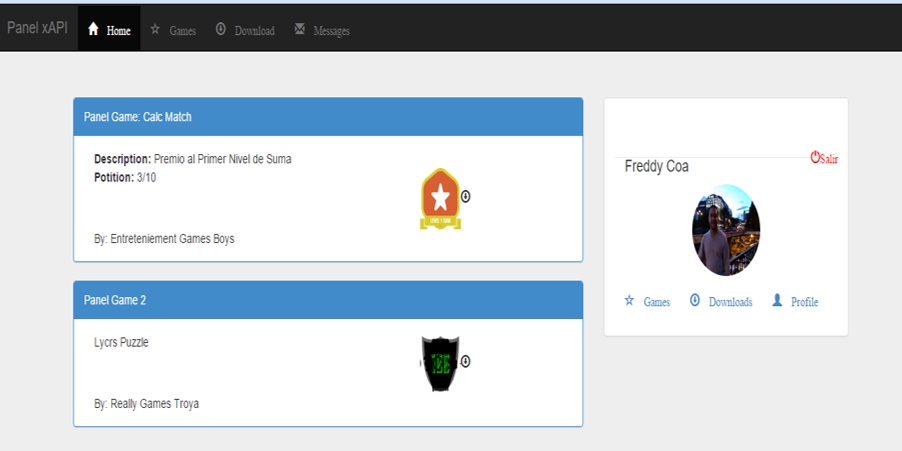 Panel xAPI
Home
Games
Download
Messages
Panel Game: Calc Match
Description: Premio al Primer Nivel de Suma
Potition: 3/10
By: Entreteniement Games Boys
Panel Game 2
Lycrs Puzzle
By: Really Games Troya
Salir
Freddy Coa
Games
Downloads
Profile